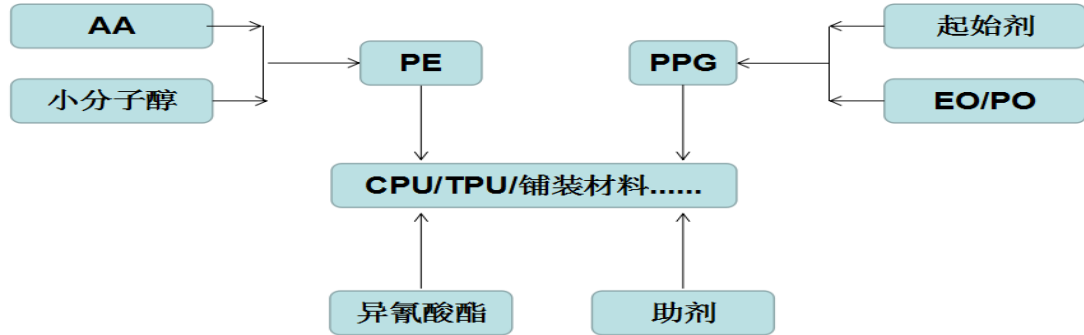 AA
起始剂
PE
PPG
小分子醇
EO/PO
CPU/TPU/铺装材料......
异氰酸酯
助剂